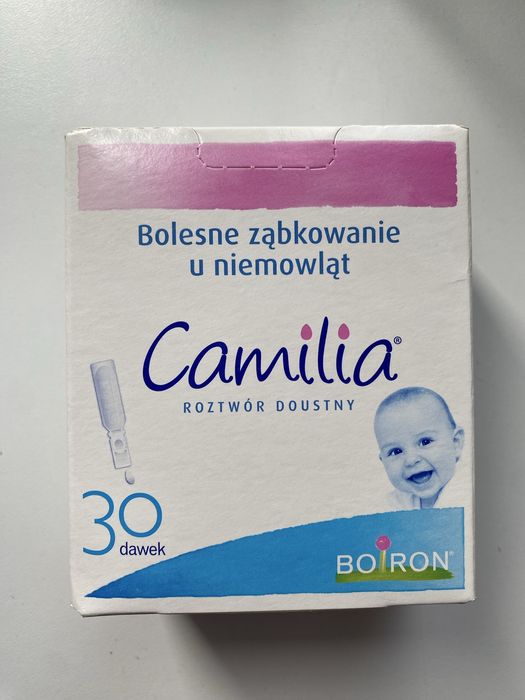 Bolesne ząbkowanie
u niemowląt
Camilia®
ROZTWÓR DOUSTNY
30
dawek
BOIRON®